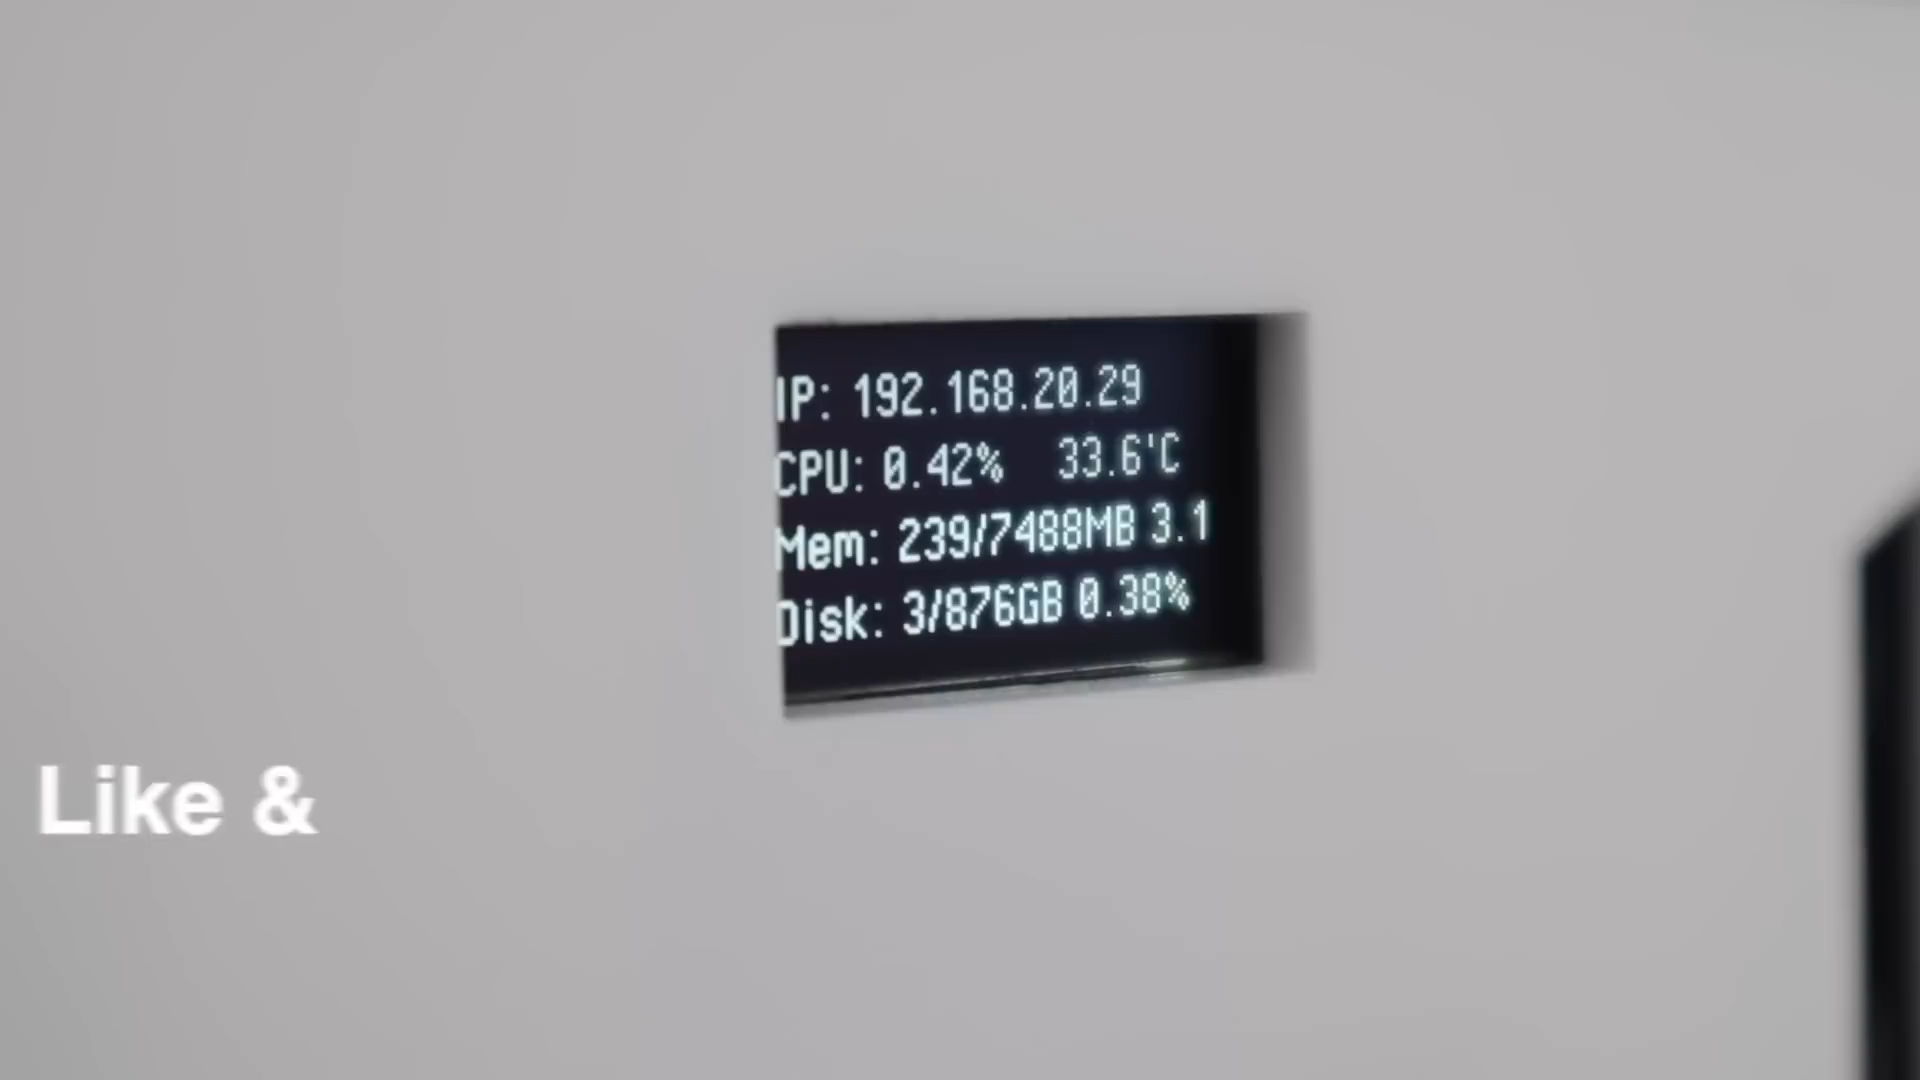 IP: 192.168.20.29
CPU: 0.42% 33.6'C
Mem: 239/7488MB 3.1
Disk: 3/876GB 0.38%
Like &